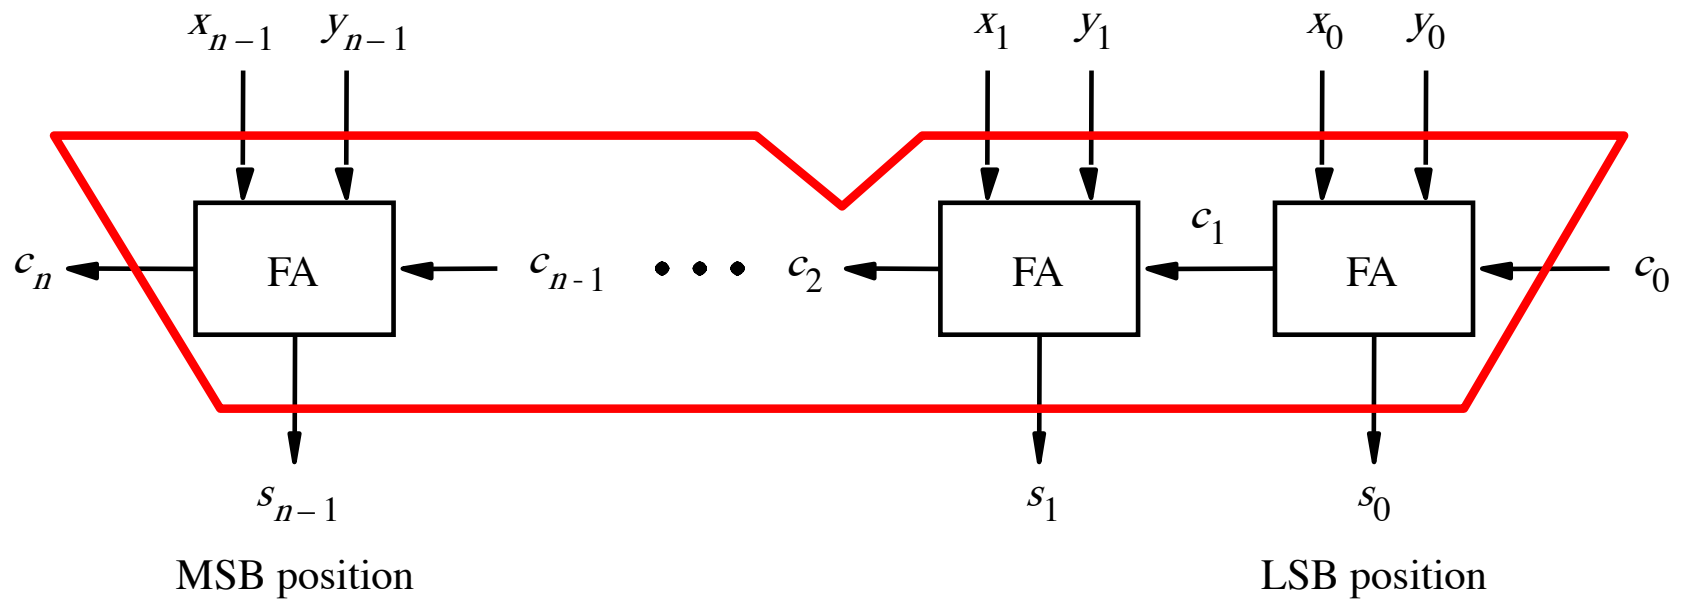 xₙ₋₁ yₙ₋₁ x₁ y₁ x₀ y₀
c₁
cₙ FA cₙ₋₁ • • • c₂ FA FA c₀
sₙ₋₁ s₁ s₀
MSB position LSB position